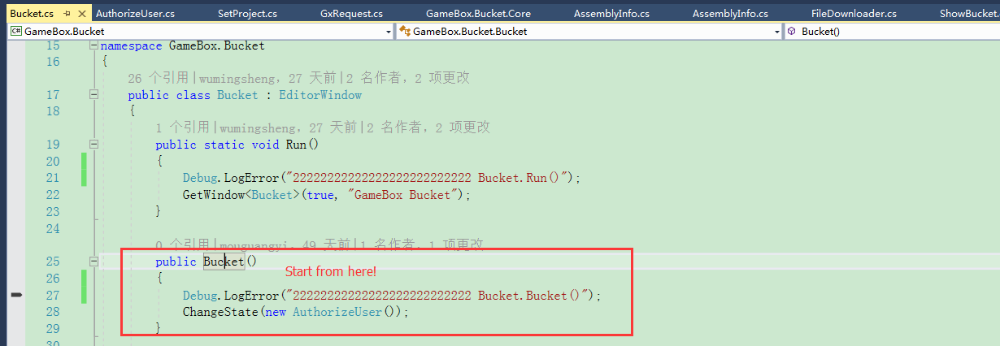 Bucket.cs AuthorizeUser.cs SetProject.cs GxRequest.cs GameBox.Bucket.Core AssemblyInfo.cs AssemblyInfo.cs FileDownloader.cs ShowBucket.
C# GameBox.Bucket GameBox.Bucket.Bucket Bucket()
15 namespace GameBox.Bucket
16 {
26 个引用|wumingsheng，27 天前|2 名作者，2 项更改
17 public class Bucket : EditorWindow
18 {
1 个引用|wumingsheng，27 天前|2 名作者，2 项更改
19 public static void Run()
20 {
21 Debug.LogError("22222222222222222222222222 Bucket.Run()");
22 GetWindow<Bucket>(true, "GameBox Bucket");
23 }
24
0 个引用|mouguangyi，49 天前|1 名作者，1 项更改
25 public Bucket()
Start from here!
26 {
27 Debug.LogError("22222222222222222222222222 Bucket.Bucket()");
28 ChangeState(new AuthorizeUser());
29 }
30